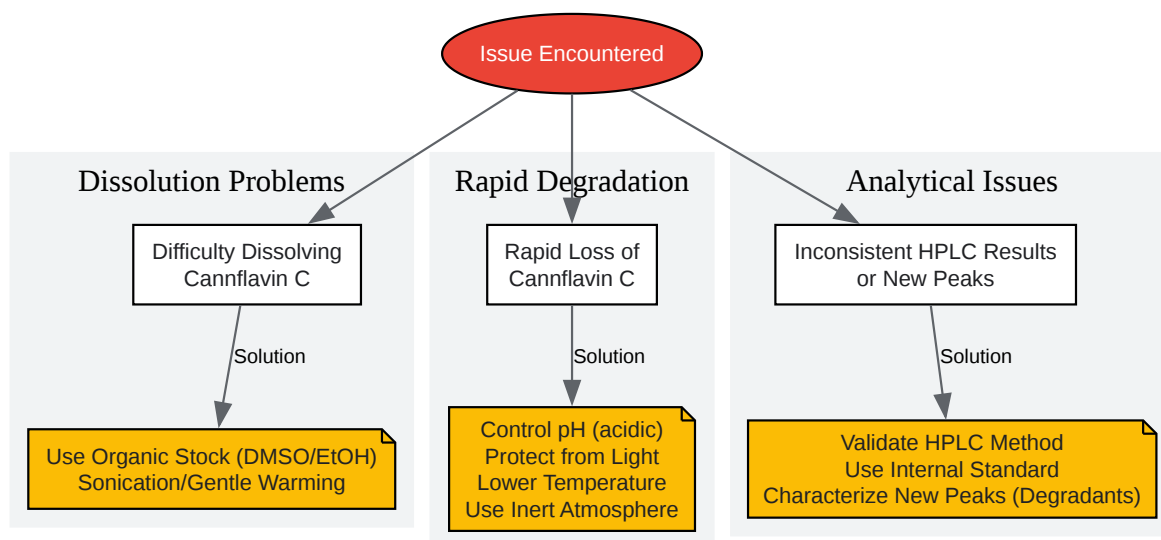 Issue Encountered
Dissolution Problems
Difficulty Dissolving
Cannflavin C
Solution
Use Organic Stock (DMSO/EtOH)
Sonication/Gentle Warming
Rapid Degradation
Rapid Loss of
Cannflavin C
Solution
Control pH (acidic)
Protect from Light
Lower Temperature
Use Inert Atmosphere
Analytical Issues
Inconsistent HPLC Results
or New Peaks
Solution
Validate HPLC Method
Use Internal Standard
Characterize New Peaks (Degradants)